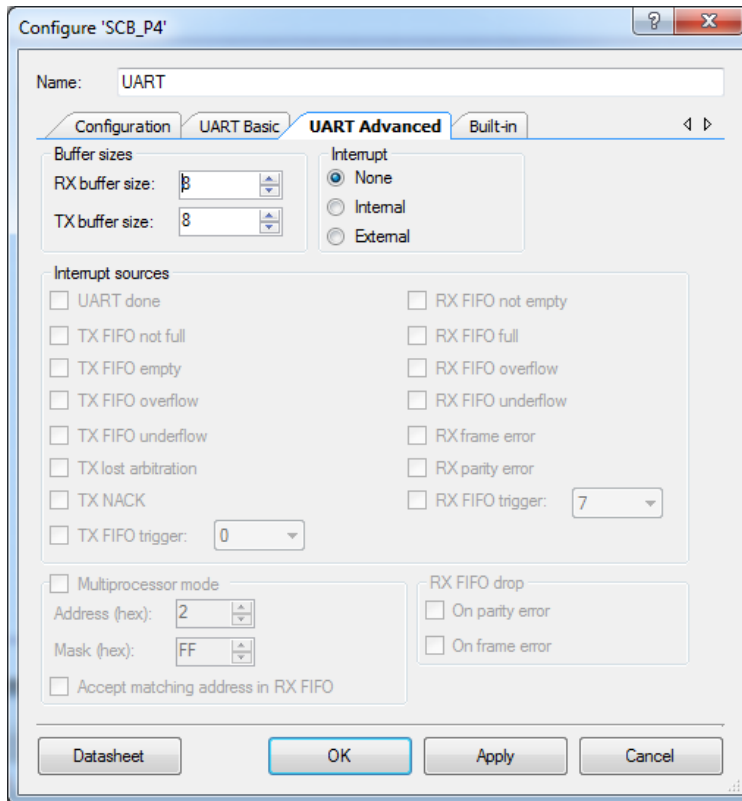 Configure 'SCB_P4'
Name: UART
Configuration UART Basic UART Advanced Built-in
Buffer sizes
RX buffer size: 8
TX buffer size: 8
Interrupt
None
Internal
External
Interrupt sources
UART done
TX FIFO not full
TX FIFO empty
TX FIFO overflow
TX FIFO underflow
TX lost arbitration
TX NACK
TX FIFO trigger: 0
RX FIFO not empty
RX FIFO full
RX FIFO overflow
RX FIFO underflow
RX frame error
RX parity error
RX FIFO trigger: 7
Multiprocessor mode
Address (hex): 2
Mask (hex): FF
Accept matching address in RX FIFO
RX FIFO drop
On parity error
On frame error
Datasheet OK Apply Cancel